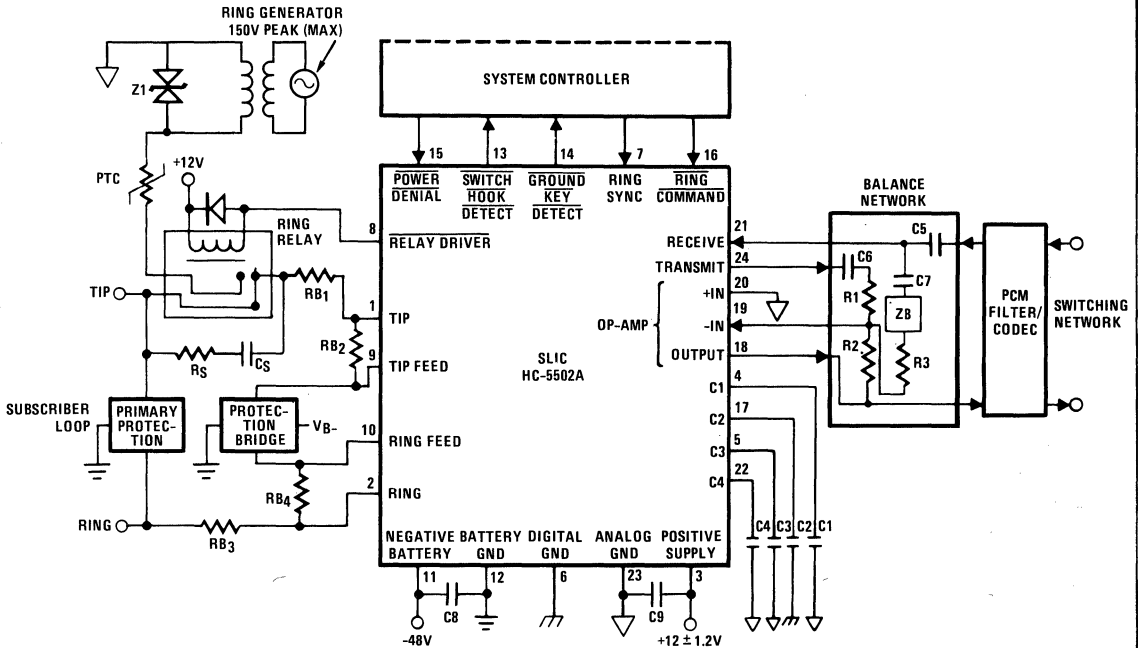 RING GENERATOR
150V PEAK (MAX)
Z1
SYSTEM CONTROLLER
15
13
14
7
16
PTC
+12V
POWER
DENIAL
SWITCH
HOOK
DETECT
GROUND
KEY
DETECT
RING
SYNC
RING
COMMAND
BALANCE
NETWORK
RING
RELAY
8
RELAY DRIVER
RECEIVE
21
C5
TRANSMIT
24
C6
C7
TIP
RB1
1
TIP
+IN
20
R1
ZB
PCM
FILTER/
CODEC
SWITCHING
NETWORK
OP-AMP
-IN
19
RB2
9
TIP FEED
OUTPUT
18
R2
R3
RS
CS
SLIC
HC-5502A
C1
4
SUBSCRIBER
LOOP
PRIMARY
PROTEC-
TION
PROTEC-
TION
BRIDGE
VB-
C2
17
10
RING FEED
C3
5
C4
22
RB4
2
RING
RING
RB3
C4
C3
C2
C1
NEGATIVE
BATTERY
BATTERY
GND
DIGITAL
GND
ANALOG
GND
POSITIVE
SUPPLY
11
12
6
23
3
C8
C9
-48V
+12 ± 1.2V